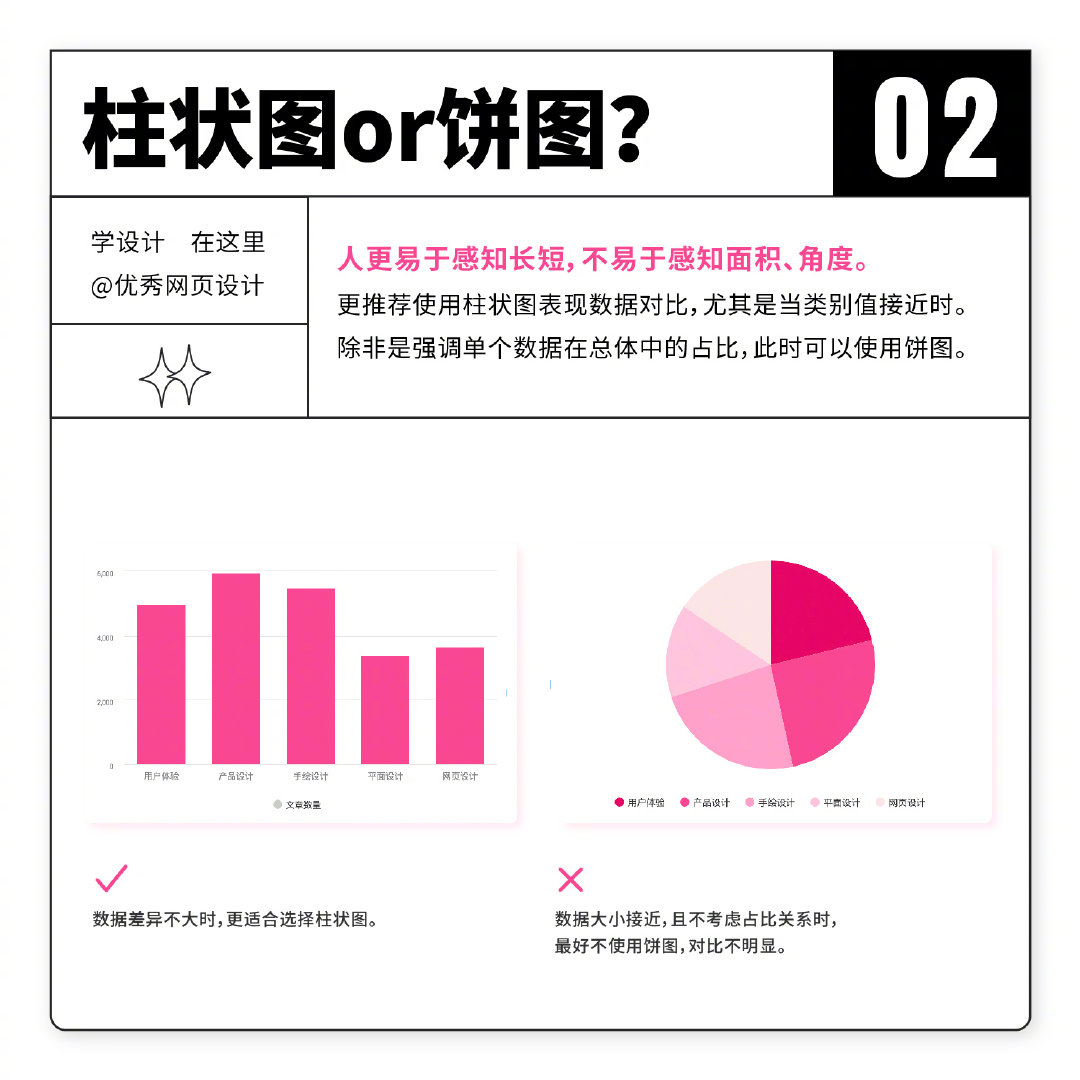 柱状图or饼图?
02
学设计 在这里
@优秀网页设计
人更易于感知长短,不易于感知面积、角度。
更推荐使用柱状图表现数据对比,尤其是当类别值接近时。
除非是强调单个数据在总体中的占比,此时可以使用饼图。
6,000
4,000
2,000
0
用户体验 产品设计 手绘设计 平面设计 网页设计
文章数量
用户体验 产品设计 手绘设计 平面设计 网页设计
数据差异不大时,更适合选择柱状图。
数据大小接近,且不考虑占比关系时,
最好不使用饼图,对比不明显。